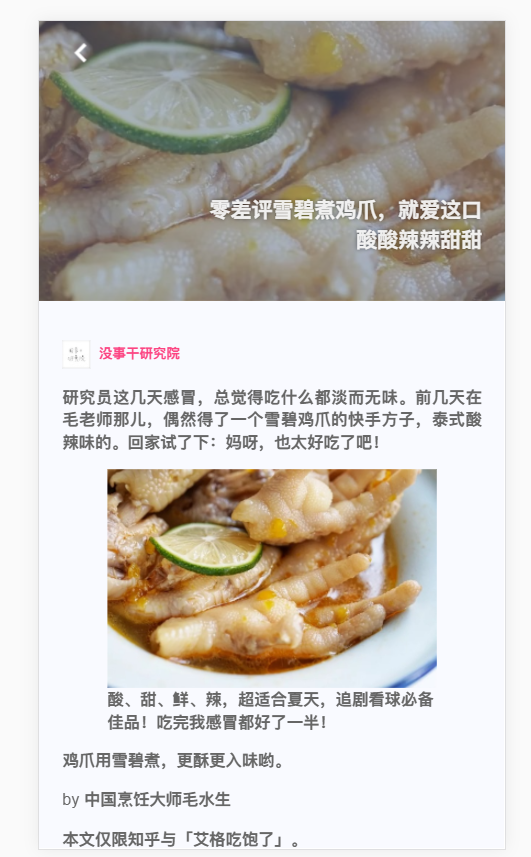 零差评雪碧煮鸡爪，就爱这口
酸酸辣辣甜甜
没事干研究院
研究员这几天感冒，总觉得吃什么都淡而无味。前几天在
毛老师那儿，偶然得了一个雪碧鸡爪的快手方子，泰式酸
辣味的。回家试了下：妈呀，也太好吃了吧！
酸、甜、鲜、辣，超适合夏天，追剧看球必备
佳品！吃完我感冒都好了一半！
鸡爪用雪碧煮，更酥更入味哟。
by 中国烹饪大师毛水生
本文仅限知乎与「艾格吃饱了」。